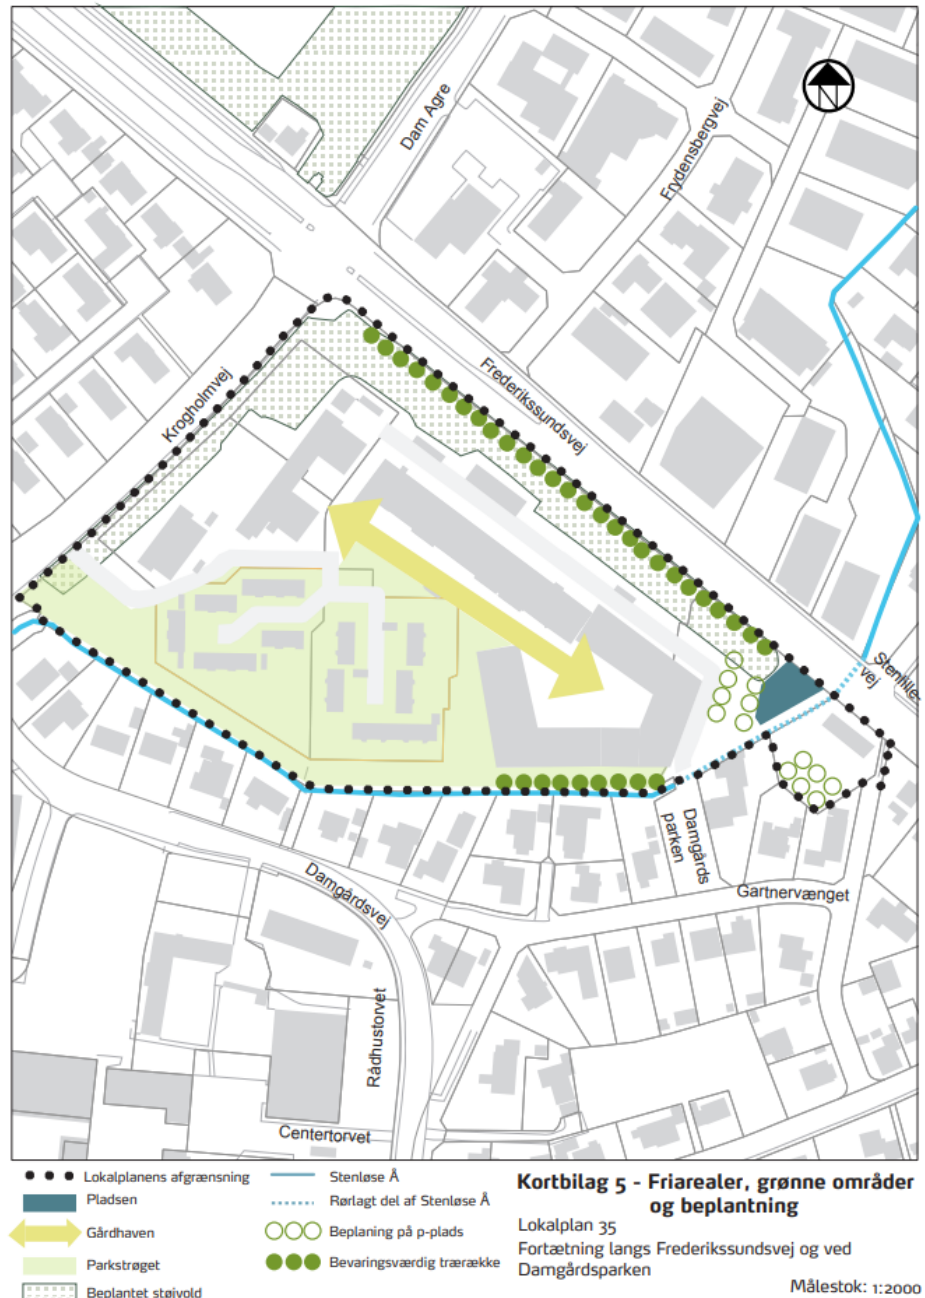 Dam Agre
Frydensbergvej
N
Frederikssundsvej
Krogholmvej
Stenlille-
vej
Damgårds
parken
Gartnervænget
Damgårdsvej
Rådhustorvet
Centertorvet
Lokalplanens afgrænsning
Pladsen
Gårdhaven
Parkstrøget
Beplantet støjvold
Stenløse Å
Rørlagt del af Stenløse Å
Beplaning på p-plads
Bevaringsværdig trærække
Kortbilag 5 - Friarealer, grønne områder
og beplantning
Lokalplan 35
Fortætning langs Frederikssundsvej og ved
Damgårdsparken
Målestok: 1:2000